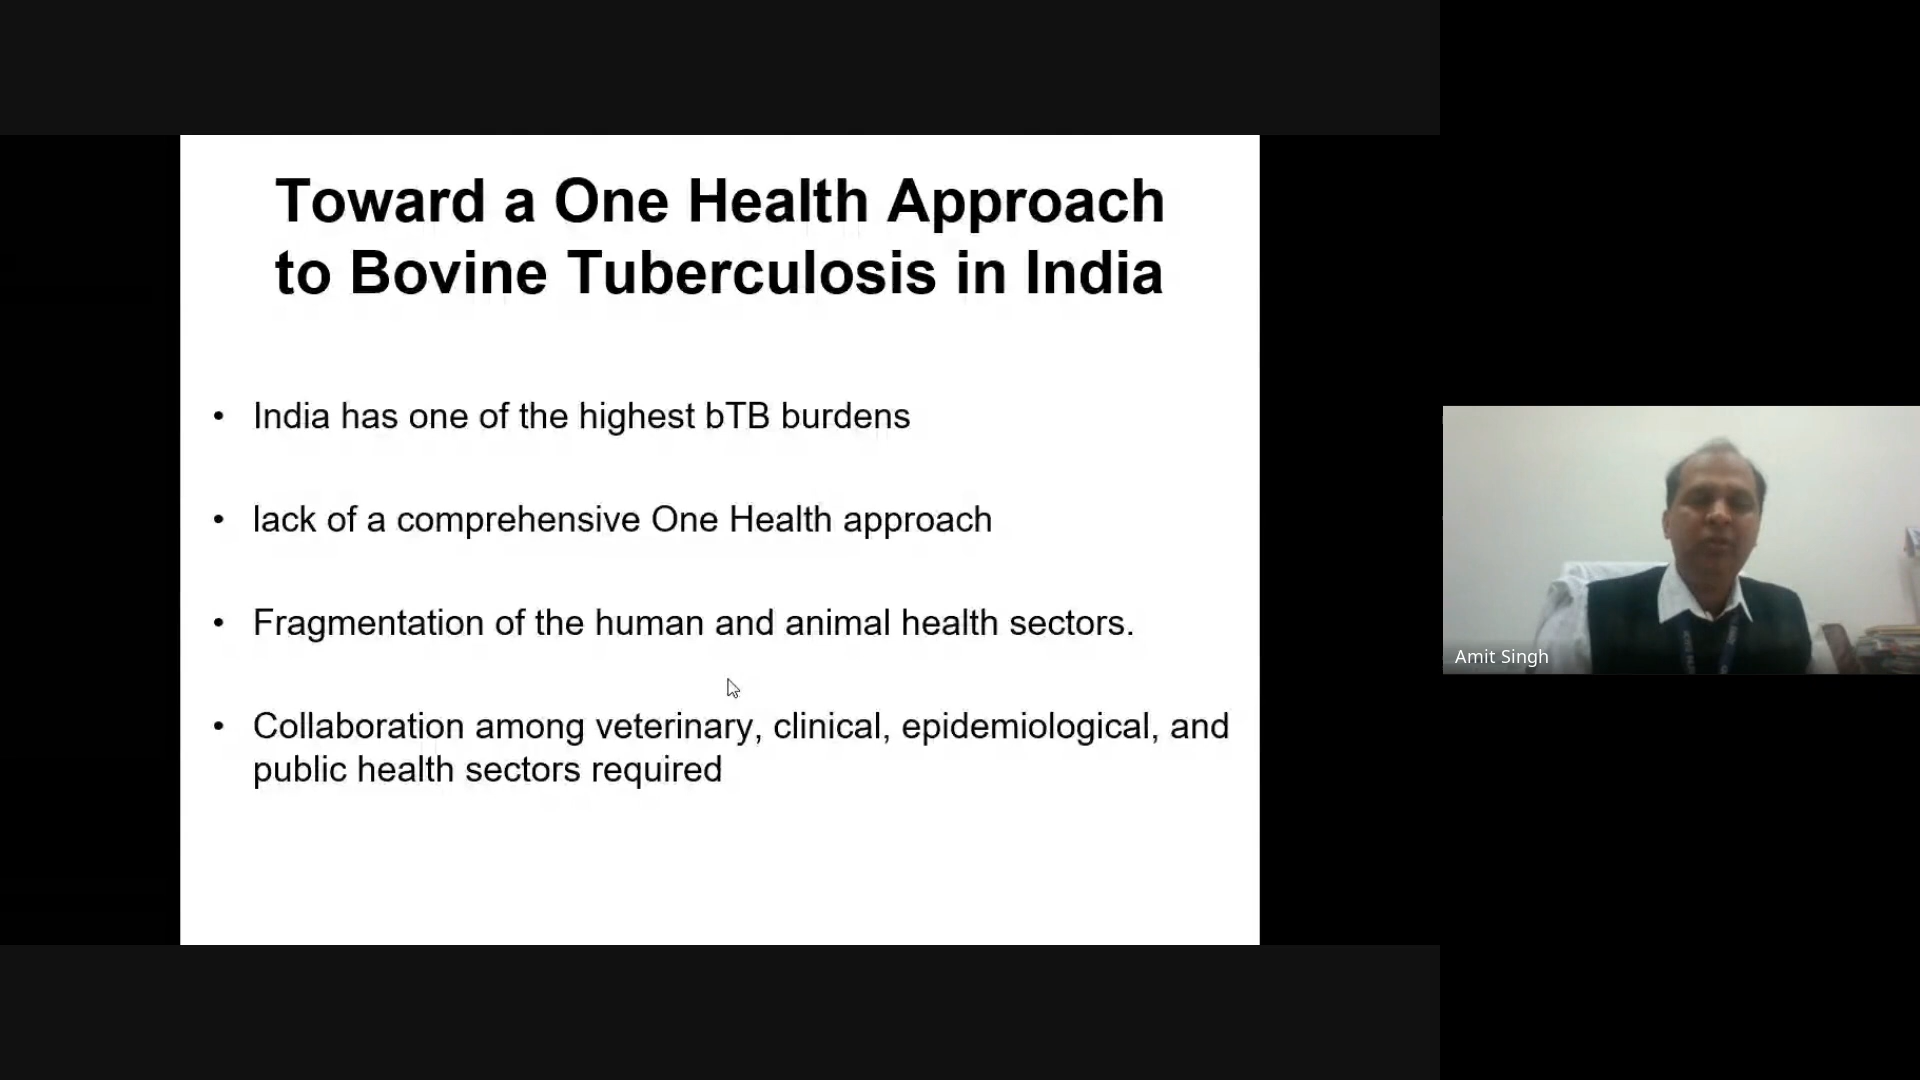 Toward a One Health Approach
to Bovine Tuberculosis in India
• India has one of the highest bTB burdens
• lack of a comprehensive One Health approach
• Fragmentation of the human and animal health sectors.
• Collaboration among veterinary, clinical, epidemiological, and
public health sectors required
Amit Singh